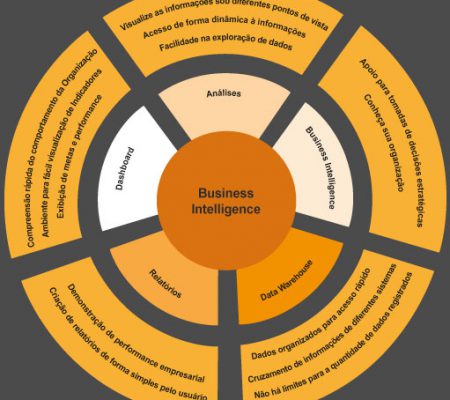 Visualize as informações sob diferentes pontos de vista
Acesso de forma dinâmica à informações
Facilidade na exploração de dados
Análises
Apoio para tomadas de decisões estratégicas
Conheça sua organização
Business Intelligence
Compreensão rápida do comportamento da Organização
Ambiente para fácil visualização de Indicadores
Exibição de metas e performance
Dashboard
Business
Intelligence
Relatórios
Data Warehouse
Demonstração de performance empresarial
Criação de relatórios de forma simples pelo usuário
Dados organizados para acesso rápido
Cruzamento de informações de diferentes sistemas
Não há limites para a quantidade de dados registrados